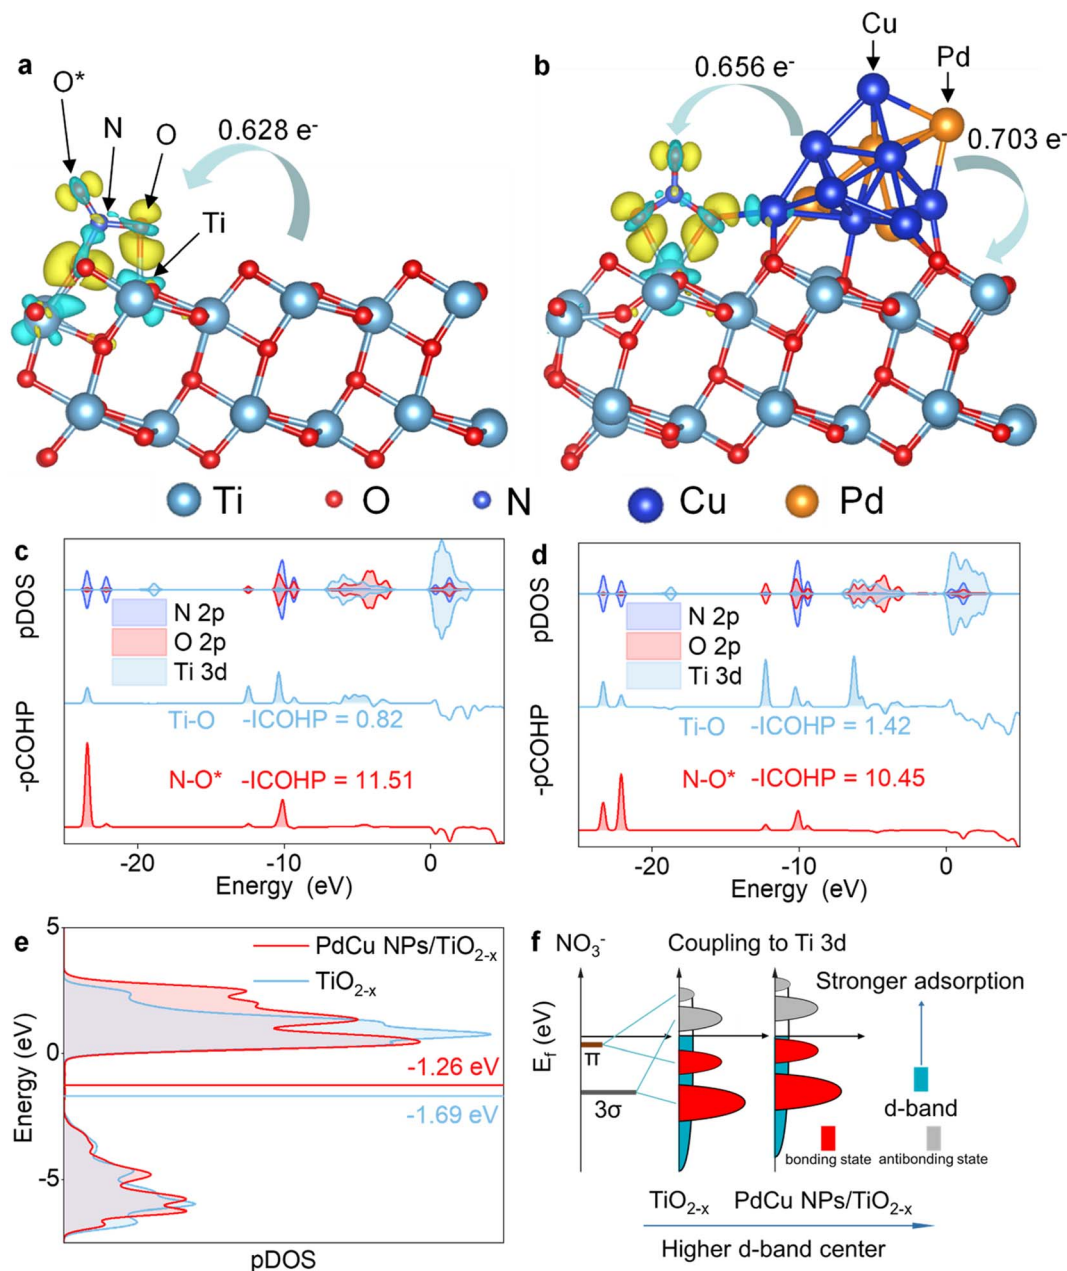 a
O*
N
O
0.628 e-
Ti
b
0.656 e-
Cu
Pd
0.703 e-
Ti O N Cu Pd
c
pDOS
N 2p
O 2p
Ti 3d
-pCOHP
Ti-O -ICOHP = 0.82
N-O* -ICOHP = 11.51
-20 -10 0
Energy (eV)
d
pDOS
N 2p
O 2p
Ti 3d
-pCOHP
Ti-O -ICOHP = 1.42
N-O* -ICOHP = 10.45
-20 -10 0
Energy (eV)
e
5
0
-5
Energy (eV)
PdCu NPs/TiO2-x
TiO2-x
-1.26 eV
-1.69 eV
pDOS
f
NO3-
Coupling to Ti 3d
Stronger adsorption
Ef (eV)
π
3σ
d-band
bonding state
antibonding state
TiO2-x PdCu NPs/TiO2-x
Higher d-band center